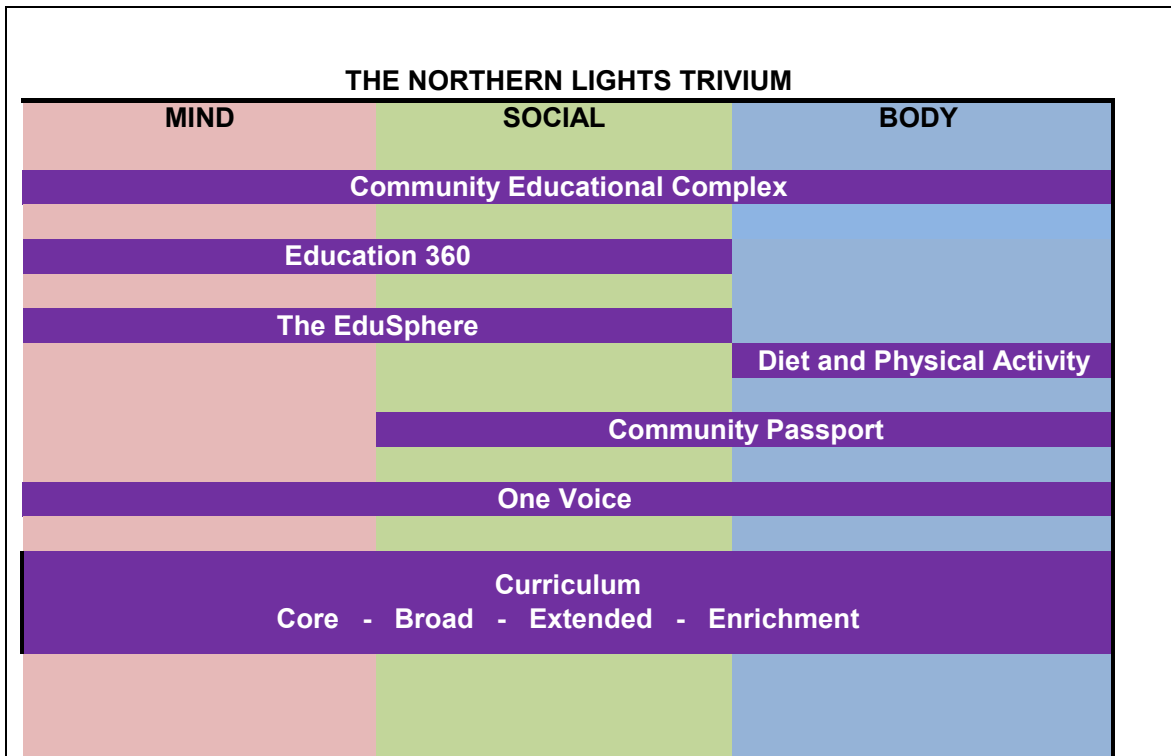 THE NORTHERN LIGHTS TRIVIUM
MIND SOCIAL BODY
Community Educational Complex
Education 360
The EduSphere
Diet and Physical Activity
Community Passport
One Voice
Curriculum
Core - Broad - Extended - Enrichment